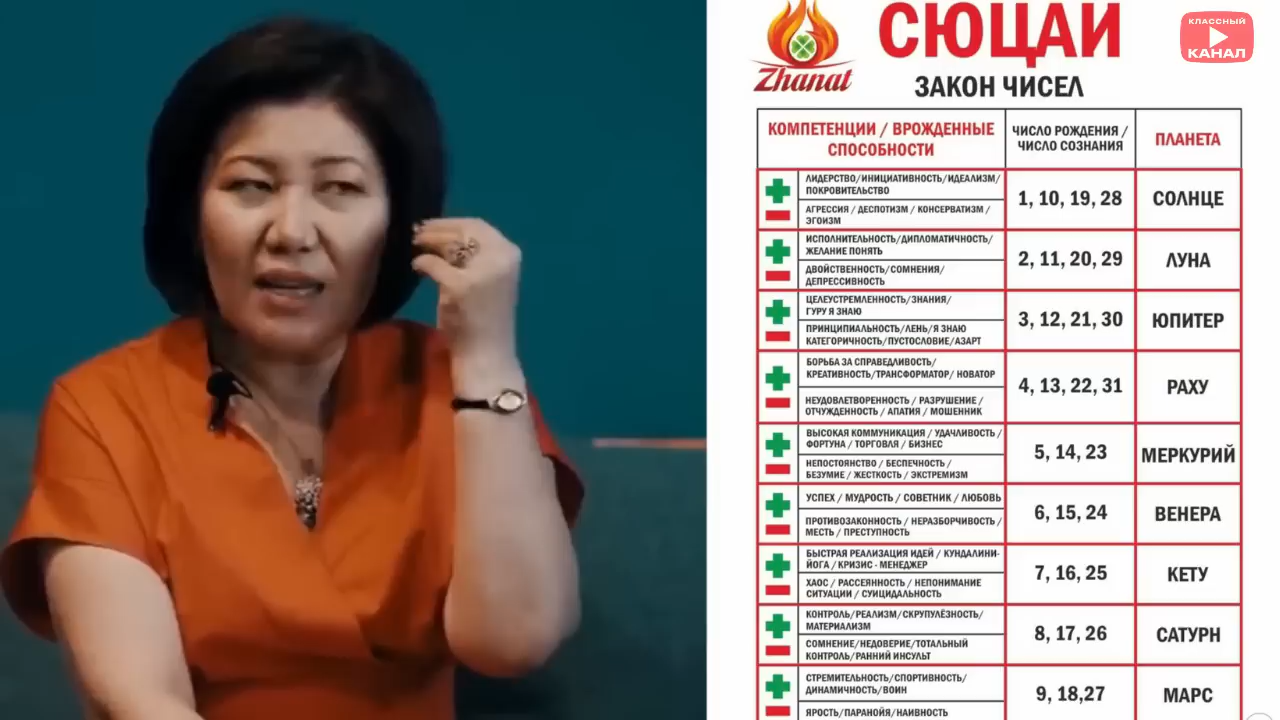 Zhanat
СЮЦАЙ
ЗАКОН ЧИСЕЛ
КЛАССНЫЙ
КАНАЛ
КОМПЕТЕНЦИИ / ВРОЖДЕННЫЕ
СПОСОБНОСТИ
ЧИСЛО РОЖДЕНИЯ /
ЧИСЛО СОЗНАНИЯ
ПЛАНЕТА
ЛИДЕРСТВО/ИНИЦИАТИВНОСТЬ/ИДЕАЛИЗМ/
ПОКРОВИТЕЛЬСТВО
АГРЕССИЯ / ДЕСПОТИЗМ / КОНСЕРВАТИЗМ /
ЭГОИЗМ
1, 10, 19, 28
СОЛНЦЕ
ИСПОЛНИТЕЛЬНОСТЬ/ДИПЛОМАТИЧНОСТЬ/
ЖЕЛАНИЕ ПОНЯТЬ
ДВОЙСТВЕННОСТЬ/СОМНЕНИЯ/
ДЕПРЕССИВНОСТЬ
2, 11, 20, 29
ЛУНА
ЦЕЛЕУСТРЕМЛЕННОСТЬ/ЗНАНИЯ/
ГУРУ Я ЗНАЮ
ПРИНЦИПИАЛЬНОСТЬ/ЛЕНЬ/Я ЗНАЮ
КАТЕГОРИЧНОСТЬ/ПУСТОСЛОВИЕ/АЗАРТ
3, 12, 21, 30
ЮПИТЕР
БОРЬБА ЗА СПРАВЕДЛИВОСТЬ/
КРЕАТИВНОСТЬ/ТРАНСФОРМАТОР/ НОВАТОР
НЕУДОВЛЕТВОРЕННОСТЬ / РАЗРУШЕНИЕ /
ОТЧУЖДЕННОСТЬ / АПАТИЯ / МОШЕННИК
4, 13, 22, 31
РАХУ
ВЫСОКАЯ КОММУНИКАЦИЯ / УДАЧЛИВОСТЬ /
ФОРТУНА / ТОРГОВЛЯ / БИЗНЕС
НЕПОСТОЯНСТВО / БЕСПЕЧНОСТЬ /
БЕЗУМИЕ / ЖЕСТКОСТЬ / ЭКСТРЕМИЗМ
5, 14, 23
МЕРКУРИЙ
УСПЕХ / МУДРОСТЬ / СОВЕТНИК / ЛЮБОВЬ
ПРОТИВОЗАКОННОСТЬ / НЕРАЗБОРЧИВОСТЬ /
МЕСТЬ / ПРЕСТУПНОСТЬ
6, 15, 24
ВЕНЕРА
БЫСТРАЯ РЕАЛИЗАЦИЯ ИДЕЙ / КУНДАЛИНИ-
ЙОГА / КРИЗИС - МЕНЕДЖЕР
ХАОС / РАССЕЯННОСТЬ / НЕПОНИМАНИЕ
СИТУАЦИИ / СУИЦИДАЛЬНОСТЬ
7, 16, 25
КЕТУ
КОНТРОЛЬ/РЕАЛИЗМ/СКРУПУЛЁЗНОСТЬ/
МАТЕРИАЛИЗМ
СОМНЕНИЕ/НЕДОВЕРИЕ/ТОТАЛЬНЫЙ
КОНТРОЛЬ/РАННИЙ ИНСУЛЬТ
8, 17, 26
САТУРН
СТРЕМИТЕЛЬНОСТЬ/СПОРТИВНОСТЬ/
ДИНАМИЧНОСТЬ/ВОИН
ЯРОСТЬ/ПАРАНОЙЯ/НАИВНОСТЬ
9, 18,27
МАРС